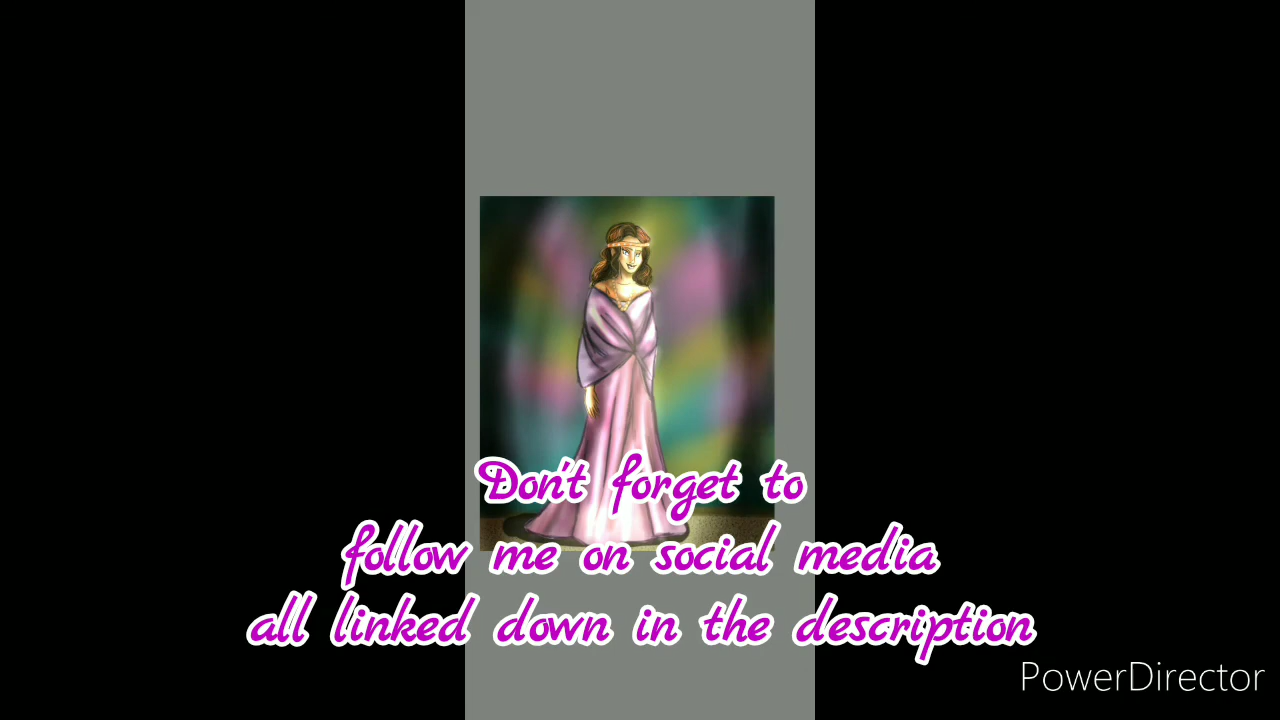 Don't forget to
follow me on social media
all linked down in the description
PowerDirector